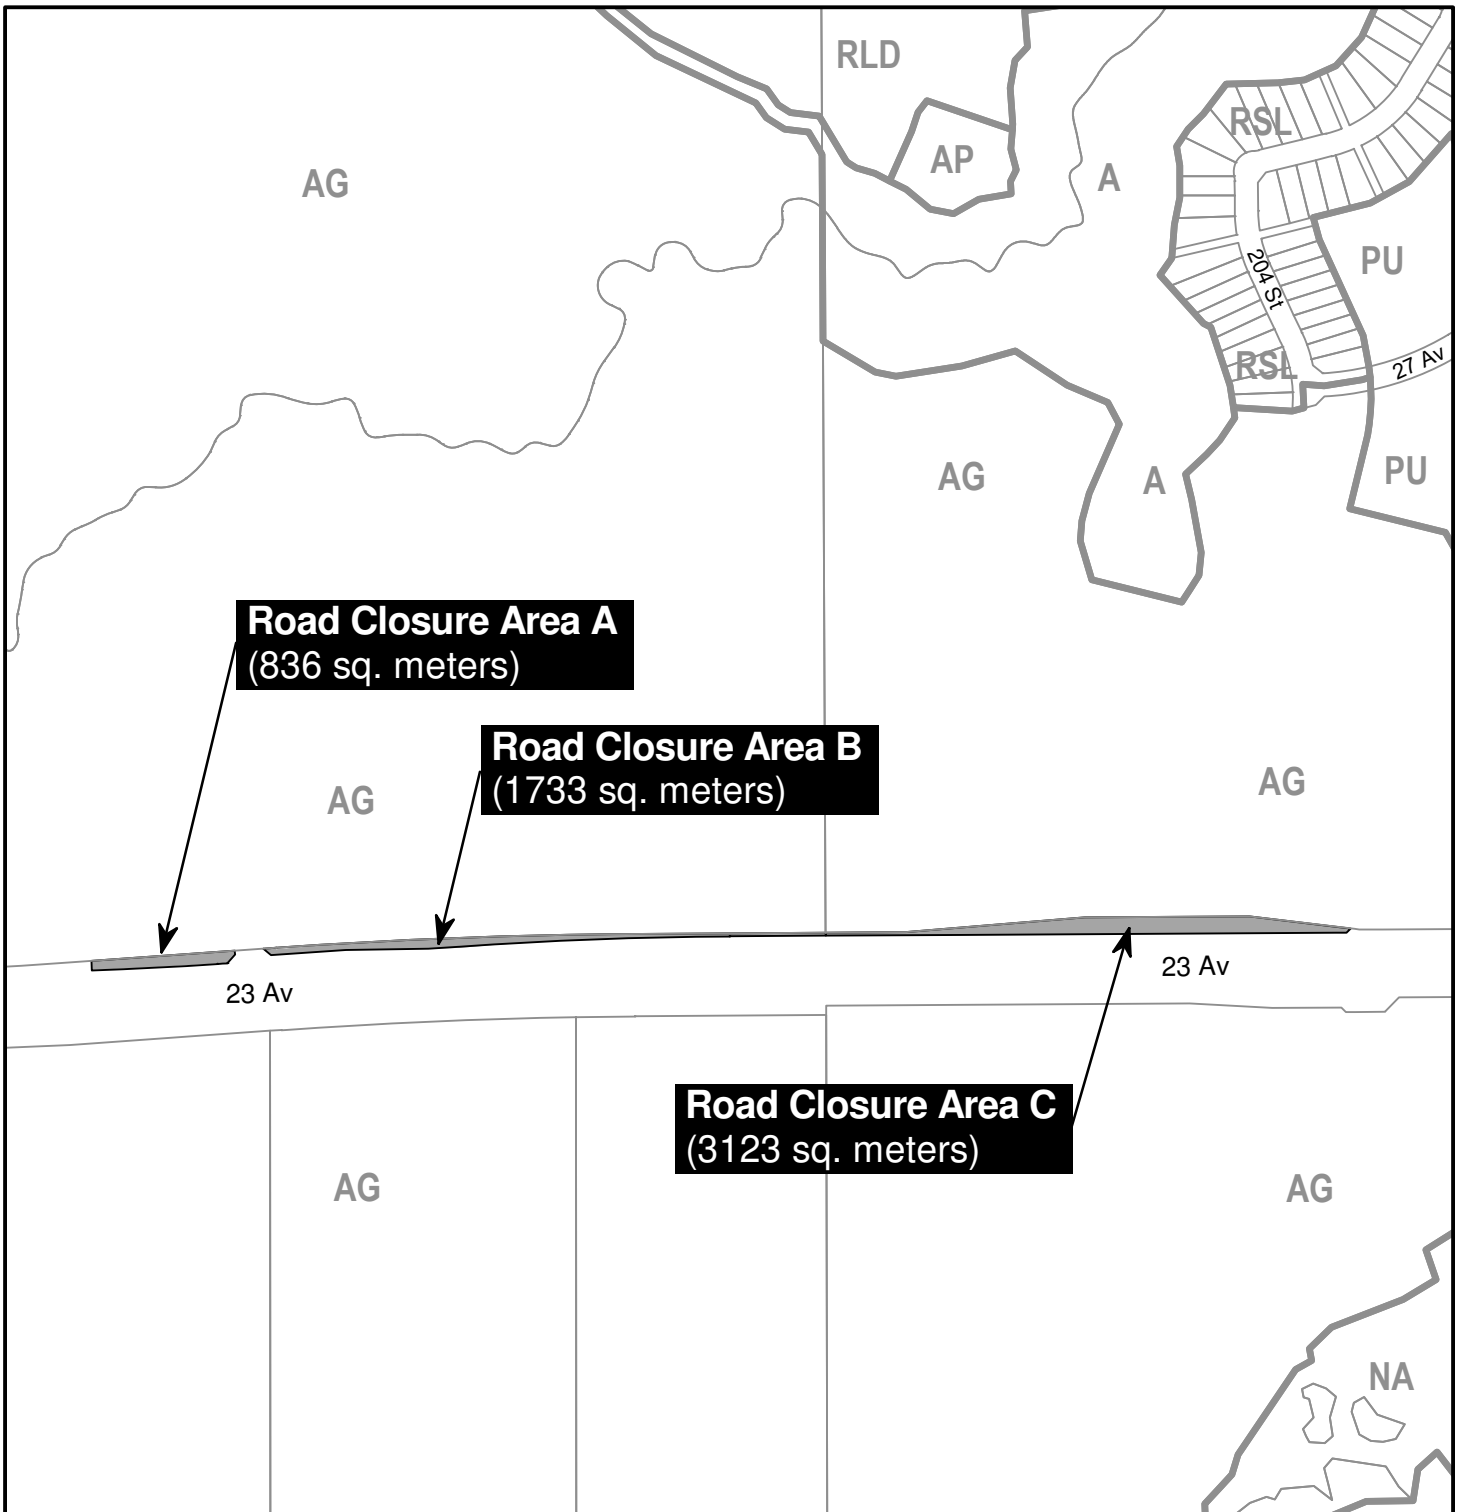 RLD
RSL
AP
A
AG
PU
204 St
27 Av
RSL
PU
AG
A
Road Closure Area A
(836 sq. meters)
Road Closure Area B
(1733 sq. meters)
AG
AG
23 Av
23 Av
Road Closure Area C
(3123 sq. meters)
AG
AG
NA